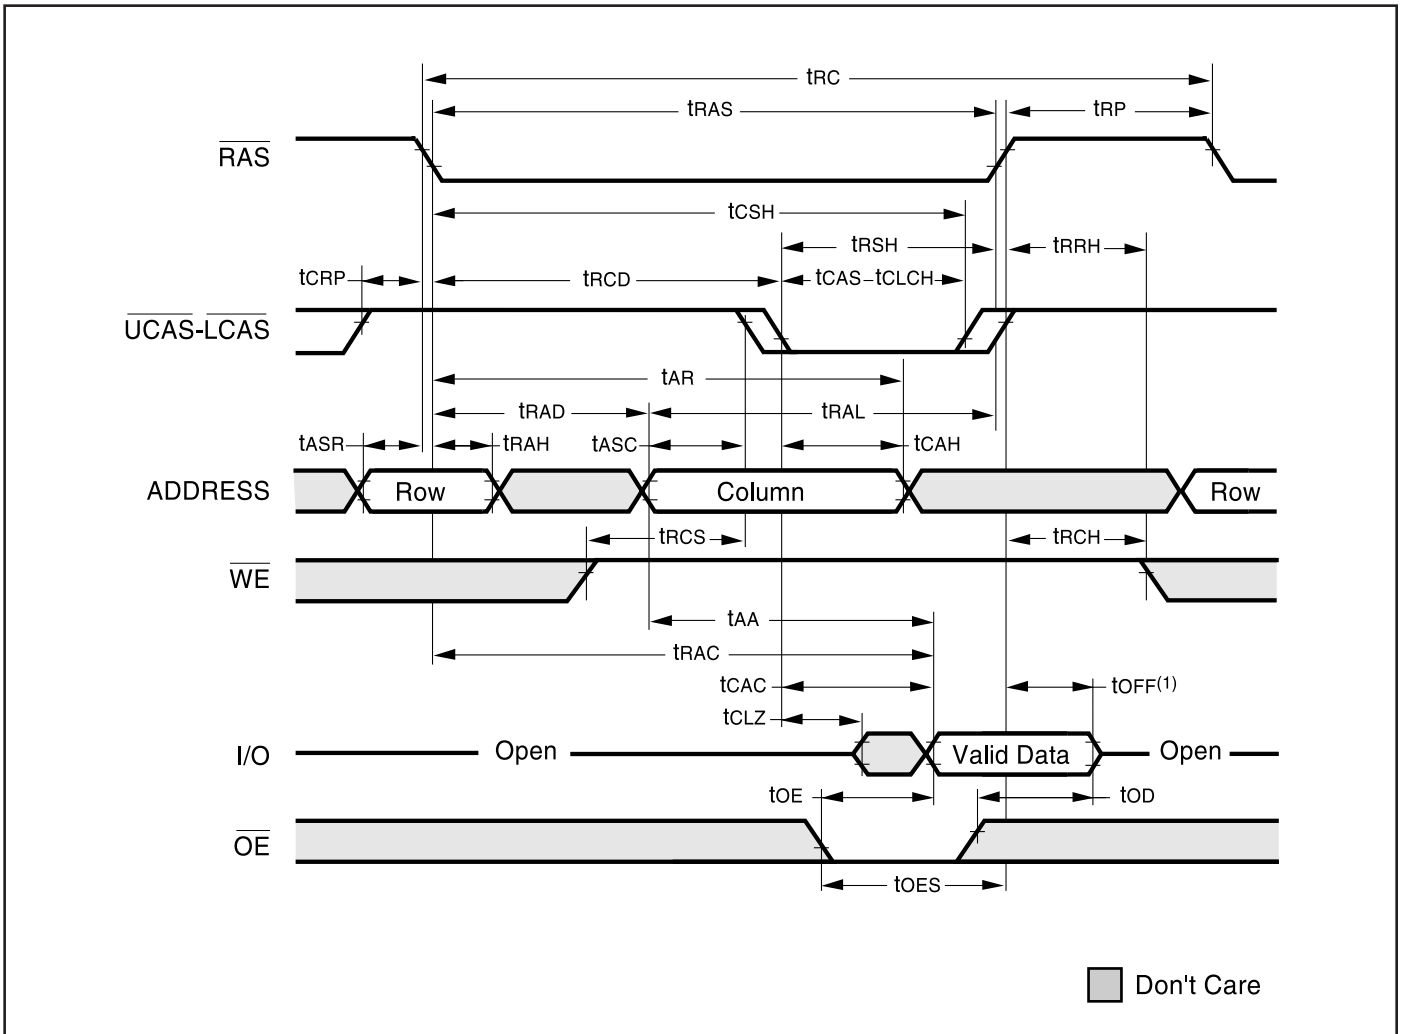 tRC
tRAS tRP
RAS
tCSH
tRSH tRRH
tCRP tRCD tCAS-tCLCH
UCAS-LCAS
tAR
tRAD tRAL
tASR tRAH tASC tCAH
ADDRESS Row Column Row
tRCS tRCH
WE
tAA
tRAC
tCAC tOFF(1)
tCLZ
I/O Open Valid Data Open
tOE tOD
OE
tOES
Don't Care